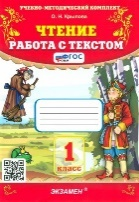 УЧЕБНО-МЕТОДИЧЕСКИЙ КОМПЛЕКТ
О. Н. Крылова
ЧТЕНИЕ
РАБОТА С ТЕКСТОМ
ФГОС
1
класс
ЭКЗАМЕН